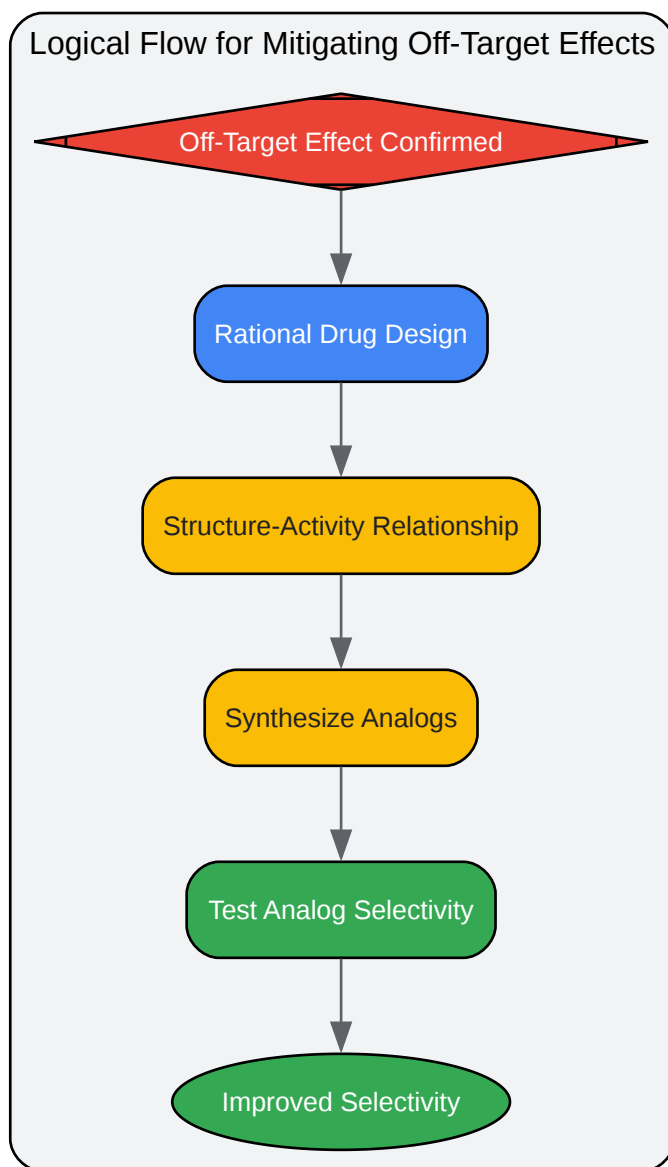 Logical Flow for Mitigating Off-Target Effects
Off-Target Effect Confirmed
Rational Drug Design
Structure-Activity Relationship
Synthesize Analogs
Test Analog Selectivity
Improved Selectivity